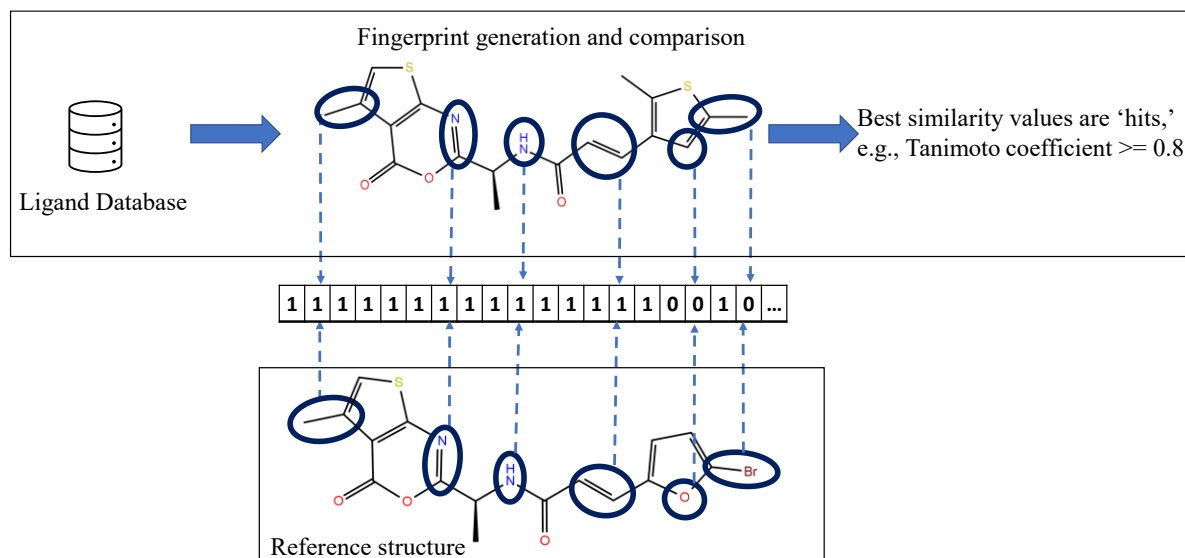 Fingerprint generation and comparison
S
N
H
N
O
O
O
S
Ligand Database
Best similarity values are ‘hits,’
e.g., Tanimoto coefficient >= 0.8
1 1 1 1 1 1 1 1 1 1 1 1 1 1 1 0 0 1 0 ...
S
N
H
N
O
O
O
O
Br
Reference structure